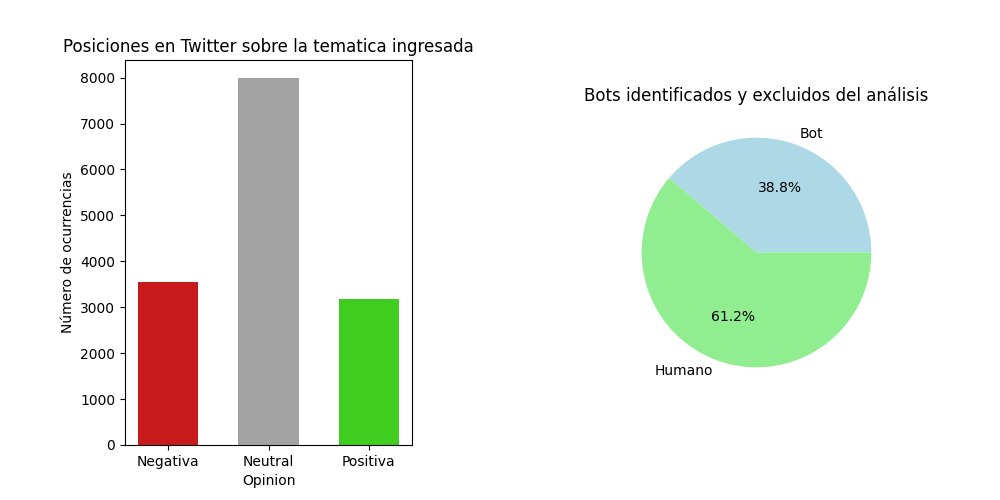 Posiciones en Twitter sobre la tematica ingresada
Número de ocurrencias
8000
7000
6000
5000
4000
3000
2000
1000
0
Negativa
Neutral
Positiva
Opinion
Bots identificados y excluidos del análisis
Bot
38.8%
61.2%
Humano